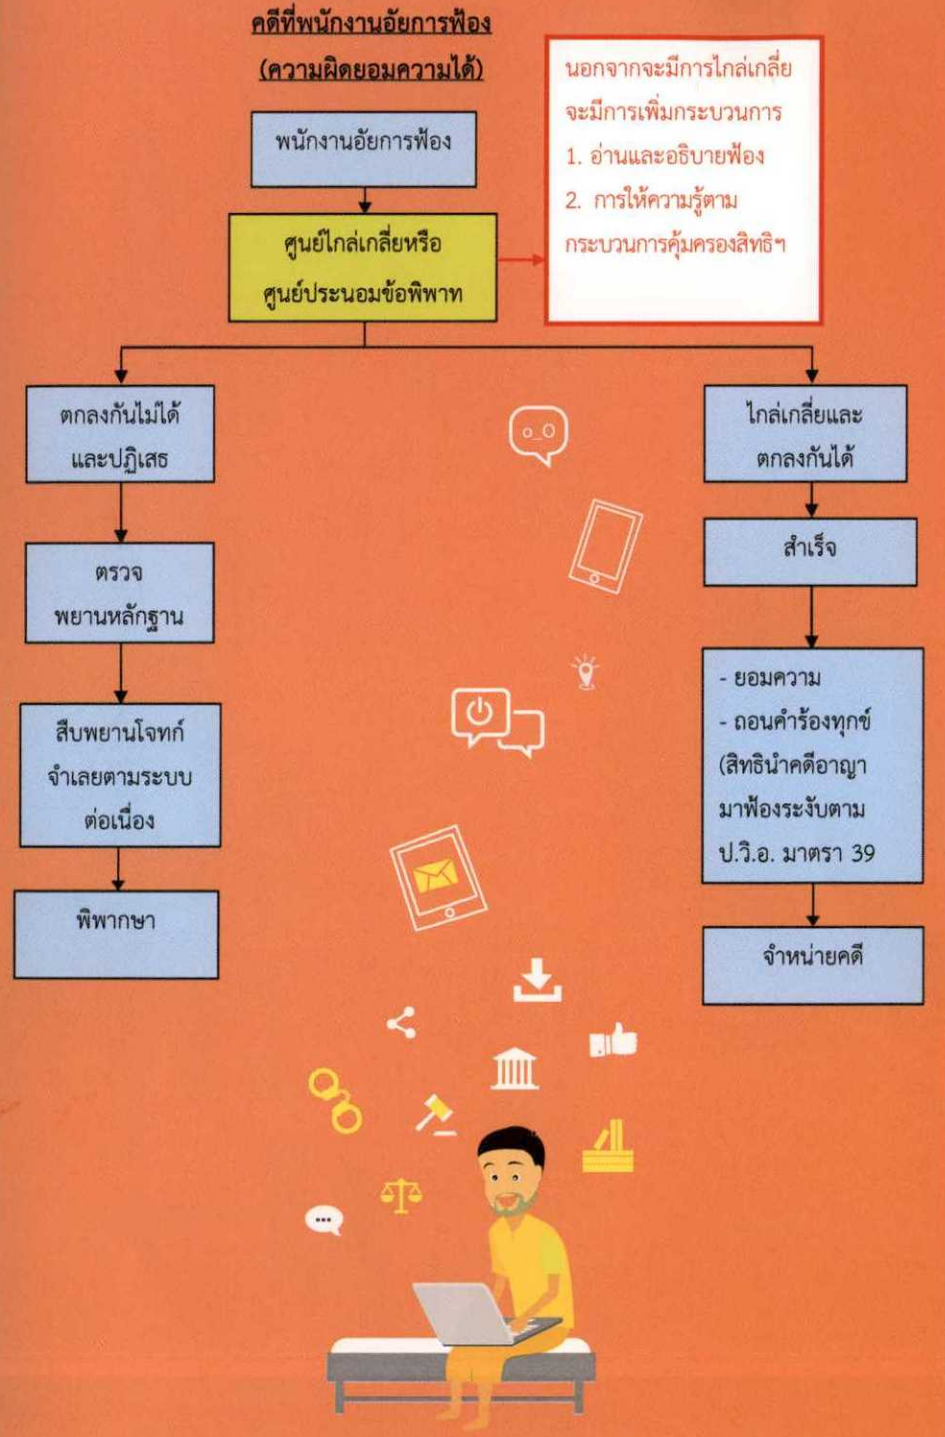 คดีที่พนักงานอัยการฟ้อง
(ความผิดยอมความได้)
พนักงานอัยการฟ้อง
ศูนย์ไกล่เกลี่ยหรือ
ศูนย์ประนอมข้อพิพาท
นอกจากจะมีการไกล่เกลี่ย
จะมีการเพิ่มกระบวนการ
1. อ่านและอธิบายฟ้อง
2. การให้ความรู้ตาม
กระบวนการคุ้มครองสิทธิฯ
ตกลงกันไม่ได้
และปฏิเสธ
ตรวจ
พยานหลักฐาน
สืบพยานโจทก์
จำเลยตามระบบ
ต่อเนื่อง
พิพากษา
ไกล่เกลี่ยและ
ตกลงกันได้
สำเร็จ
- ยอมความ
- ถอนคำร้องทุกข์
(สิทธินำคดีอาญา
มาฟ้องระงับตาม
ป.วิ.อ. มาตรา 39
จำหน่ายคดี